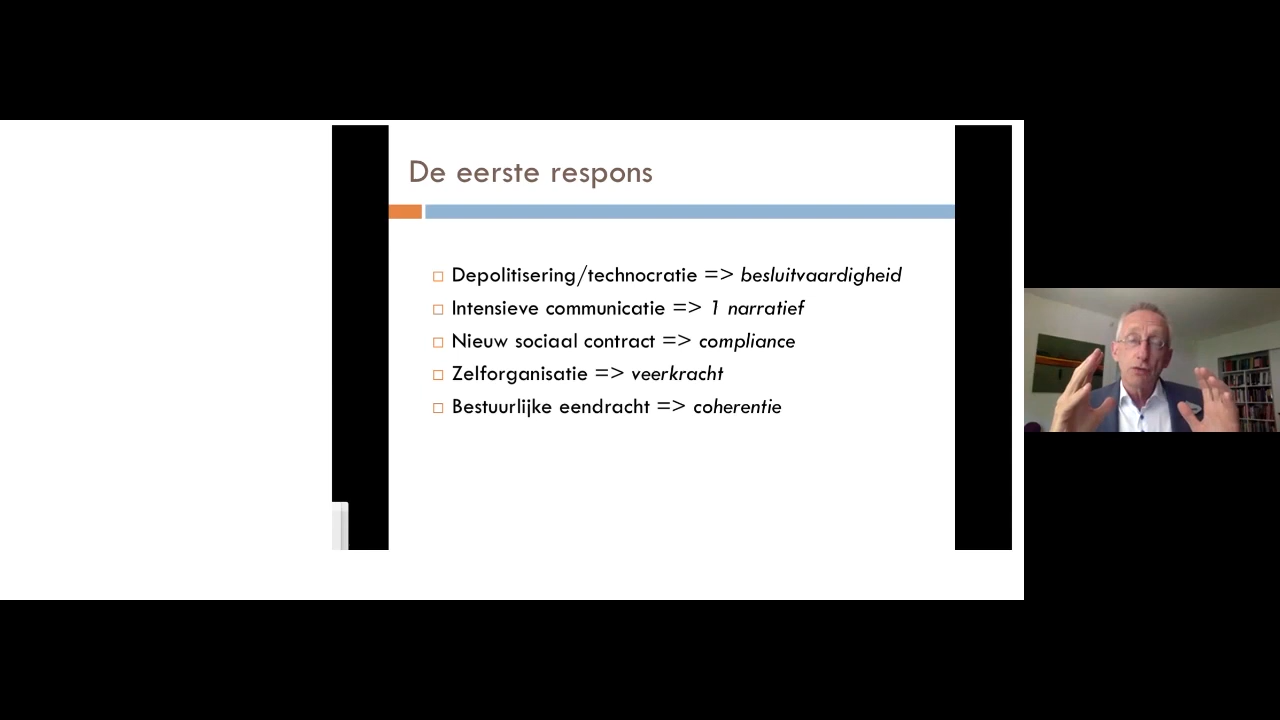 De eerste respons
Depolitisering/technocratie => besluitvaardigheid
Intensieve communicatie => 1 narratief
Nieuw sociaal contract => compliance
Zelforganisatie => veerkracht
Bestuurlijke eendracht => coherentie